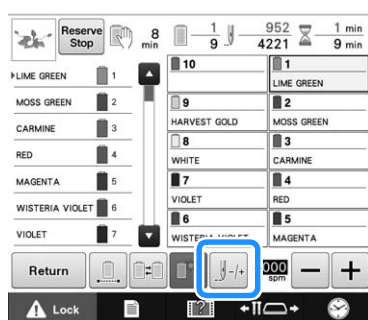 Reserve Stop
8 min
1 9
952 4221
1 min 9 min
LIME GREEN 1
MOSS GREEN 2
CARMINE 3
RED 4
MAGENTA 5
WISTERIA VIOLET 6
VIOLET 7
10
1 LIME GREEN
9 HARVEST GOLD
2 MOSS GREEN
8 WHITE
3 CARMINE
7 VIOLET
4 RED
6 WISTERIA VIOLET
5 MAGENTA
Return
-/+
spm
− +
Lock
?